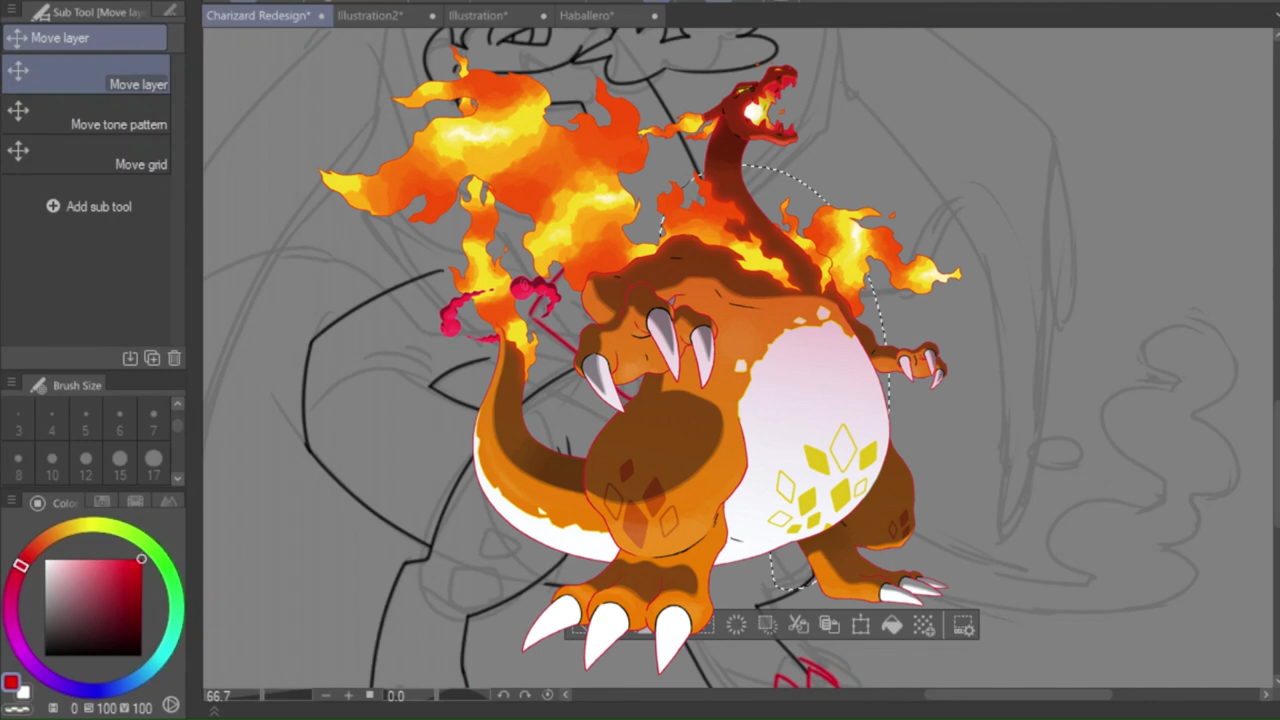 Sub Tool [Move lay
Charizard Redesign*
Illustration2*
Illustration*
Haballero*
Move layer
Move layer
Move tone pattern
Move grid
Add sub tool
Brush Size
3 4 5 6 7
8 10 12 15 17
Colo
66.7
0.0
H 0 S 100 V 100